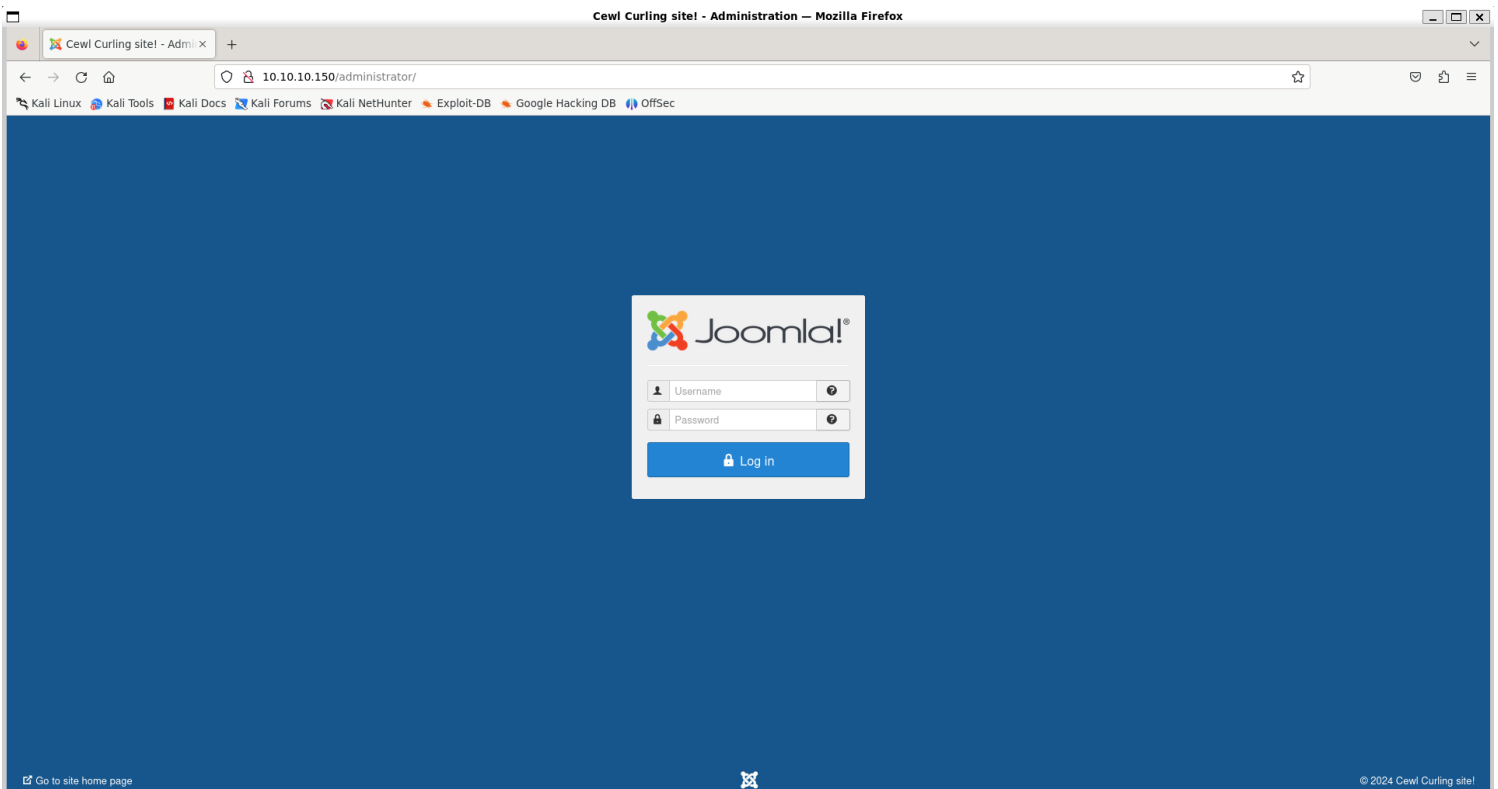 Cewl Curling site! - Administration — Mozilla Firefox
Cewl Curling site! - Admi
10.10.10.150/administrator/
Kali Linux Kali Tools Kali Docs Kali Forums Kali NetHunter Exploit-DB Google Hacking DB OffSec
Joomla!®
Username
Password
Log in
Go to site home page © 2024 Cewl Curling site!